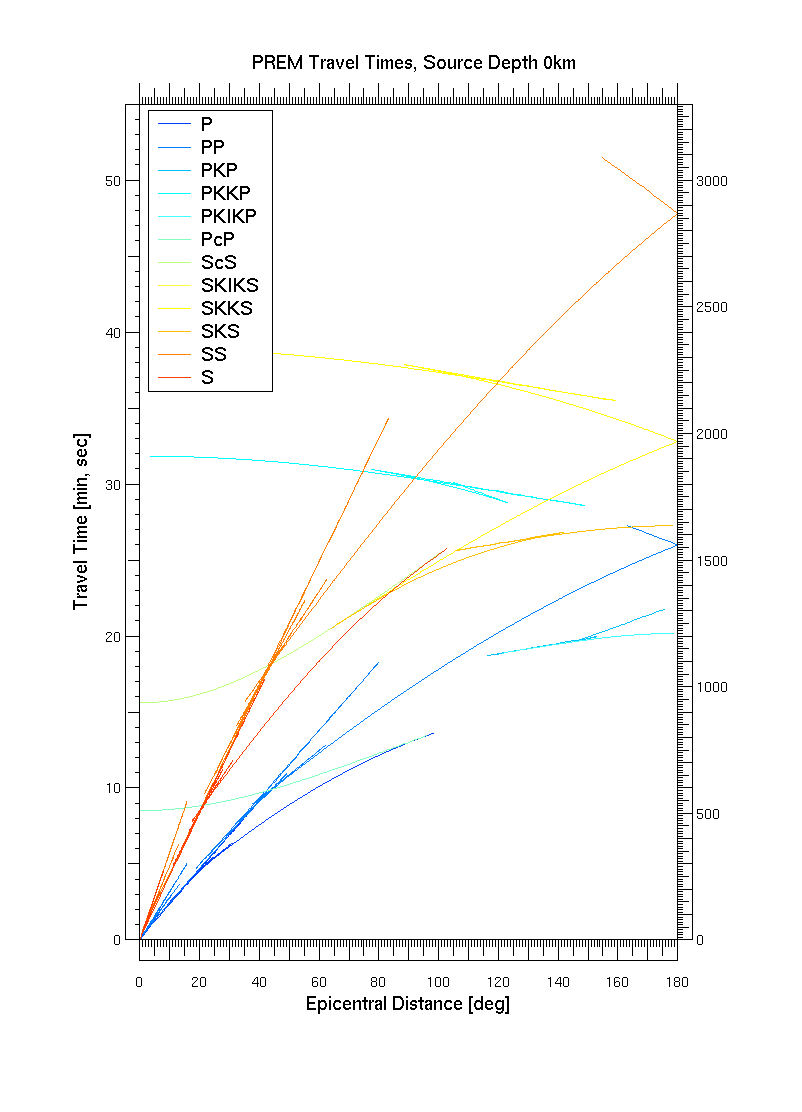 PREM Travel Times, Source Depth 0km
P
PP
PKP
PKKP
PKIKP
PcP
ScS
SKIKS
SKKS
SKS
SS
S
50
40
30
20
10
0
3000
2500
2000
1500
1000
500
0
Travel Time [min, sec]
0 20 40 60 80 100 120 140 160 180
Epicentral Distance [deg]